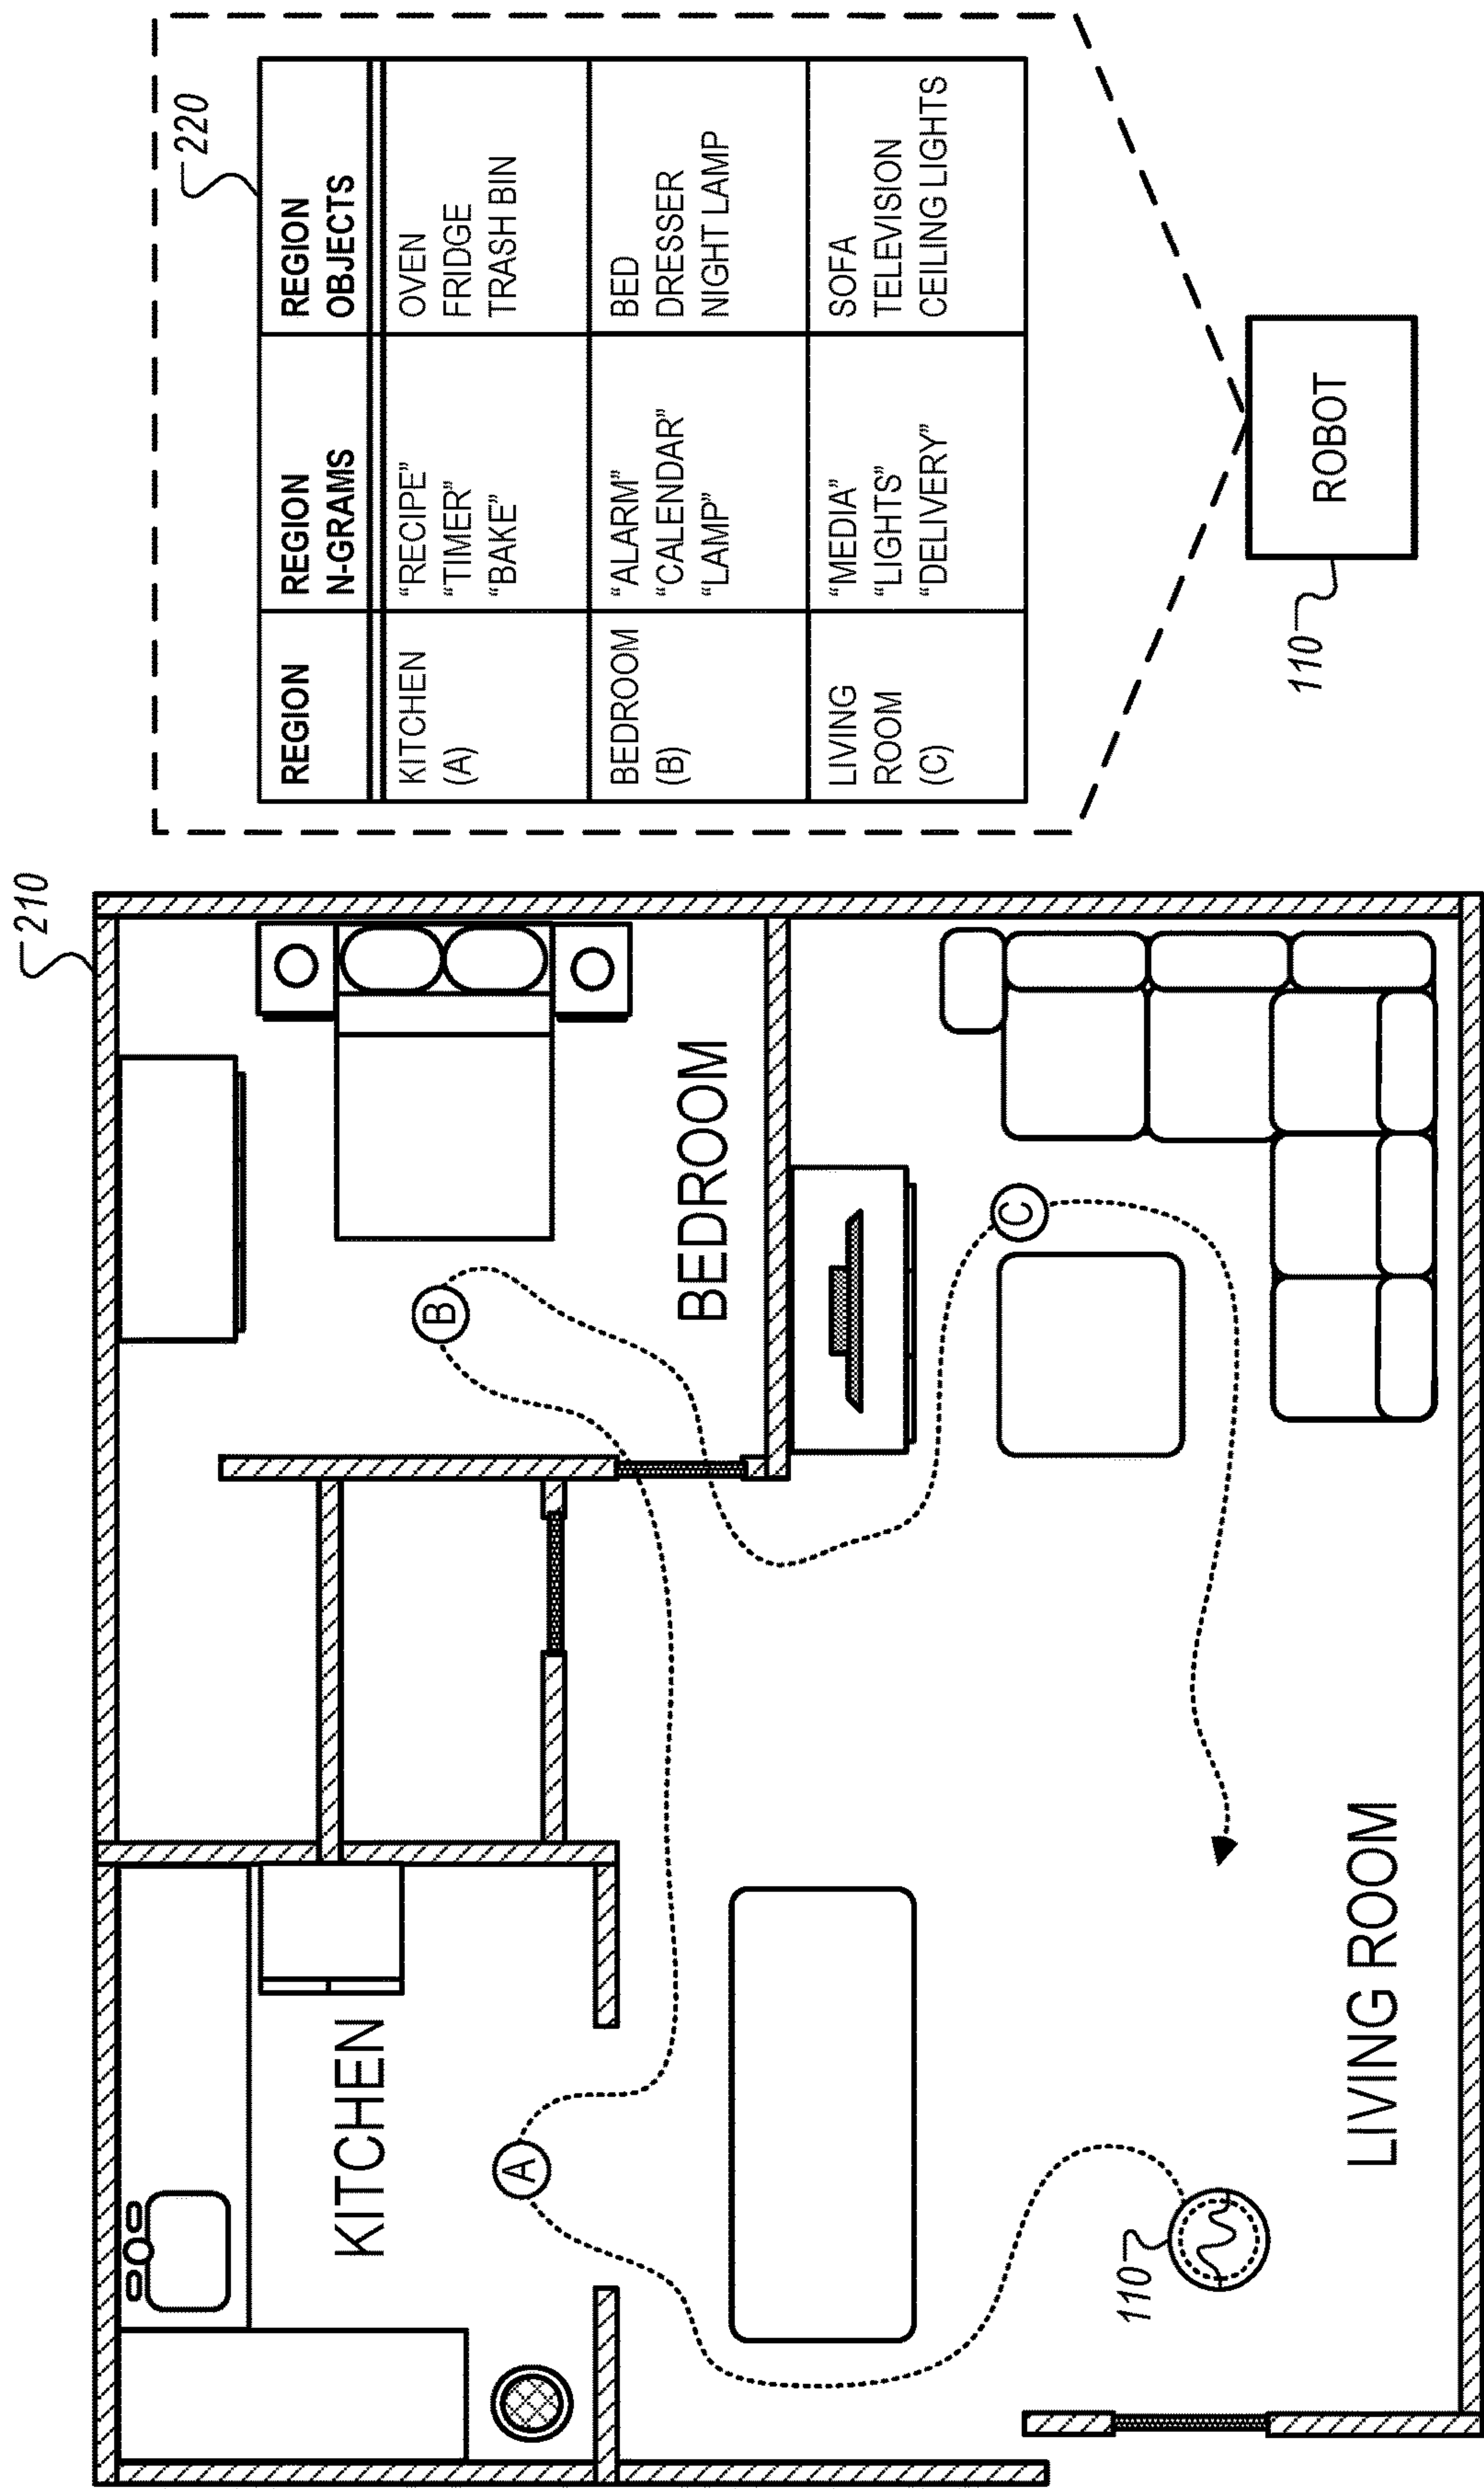 210
KITCHEN
A
B
BEDROOM
C
110
LIVING ROOM
220
REGION
REGION
N-GRAMS
REGION
OBJECTS
KITCHEN
(A)
“RECIPE”
“TIMER”
“BAKE”
OVEN
FRIDGE
TRASH BIN
BEDROOM
(B)
“ALARM”
“CALENDAR”
“LAMP”
BED
DRESSER
NIGHT LAMP
LIVING
ROOM
(C)
“MEDIA”
“LIGHTS”
“DELIVERY”
SOFA
TELEVISION
CEILING LIGHTS
110
ROBOT